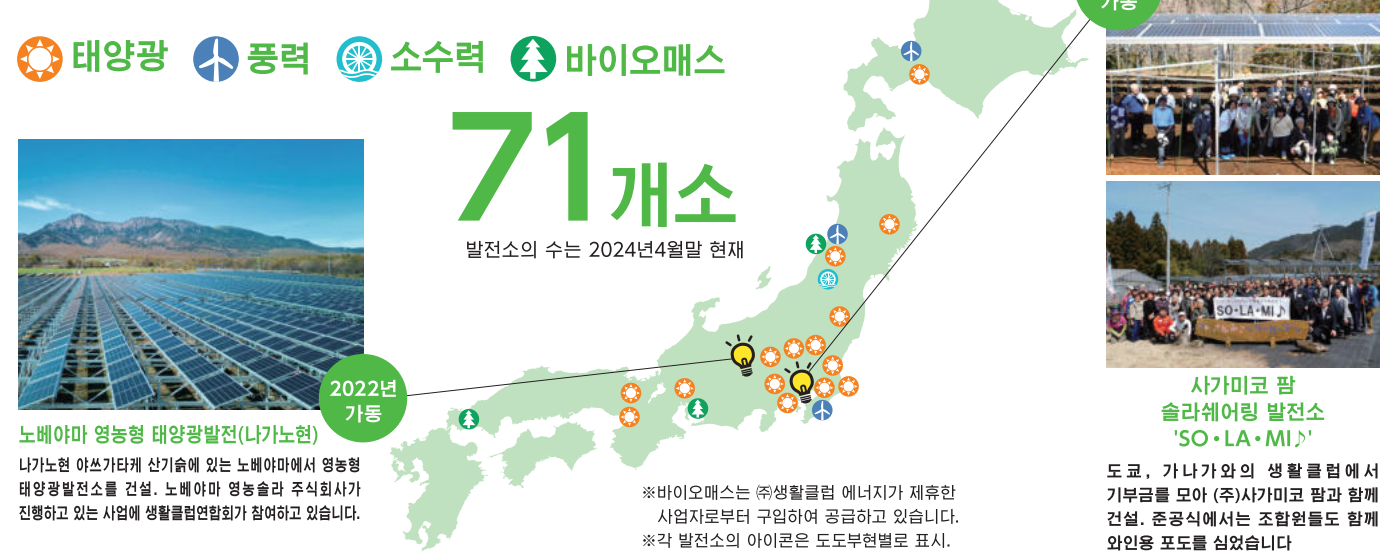 태양광 풍력 소수력 바이오매스
71개소
발전소의 수는 2024년4월말 현재
2022년
가동
노베야마 영농형 태양광발전(나가노현)
나가노현 야쓰가타케 산기슭에 있는 노베야마에서 영농형
태양광발전소를 건설. 노베야마 영농솔라 주식회사가
진행하고 있는 사업에 생활클럽연합회가 참여하고 있습니다.
※바이오매스는 ㈜생활클럽 에너지가 제휴한
사업자로부터 구입하여 공급하고 있습니다.
※각 발전소의 아이콘은 도도부현별로 표시.
가동
SO・LA・MI♪
사가미코 팜
솔라쉐어링 발전소
'SO・LA・MI♪'
도쿄, 가나가와의 생활클럽에서
기부금를 모아 (주)사가미코 팜과 함께
건설. 준공식에서는 조합원들도 함께
와인용 포도를 심었습니다